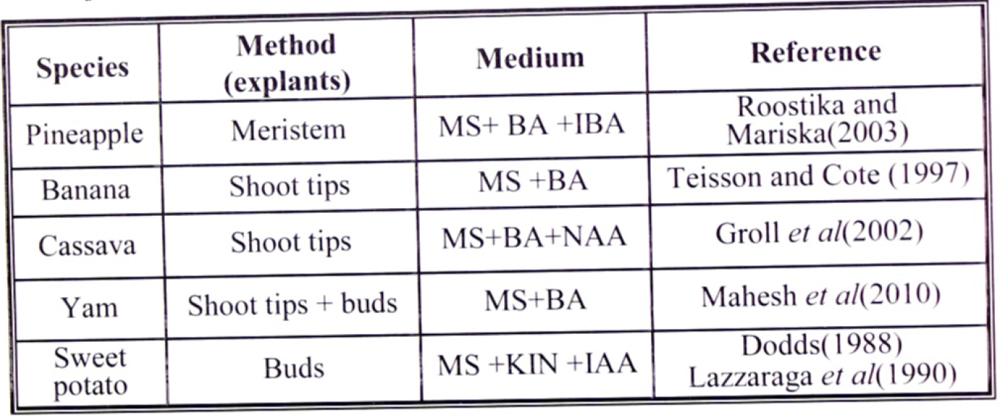 Species Method (explants) Medium Reference
Pineapple Meristem MS+ BA +IBA Roostika and Mariska(2003)
Banana Shoot tips MS +BA Teisson and Cote (1997)
Cassava Shoot tips MS+BA+NAA Groll et al(2002)
Yam Shoot tips + buds MS+BA Mahesh et al(2010)
Sweet potato Buds MS +KIN +IAA Dodds(1988) Lazzaraga et al(1990)